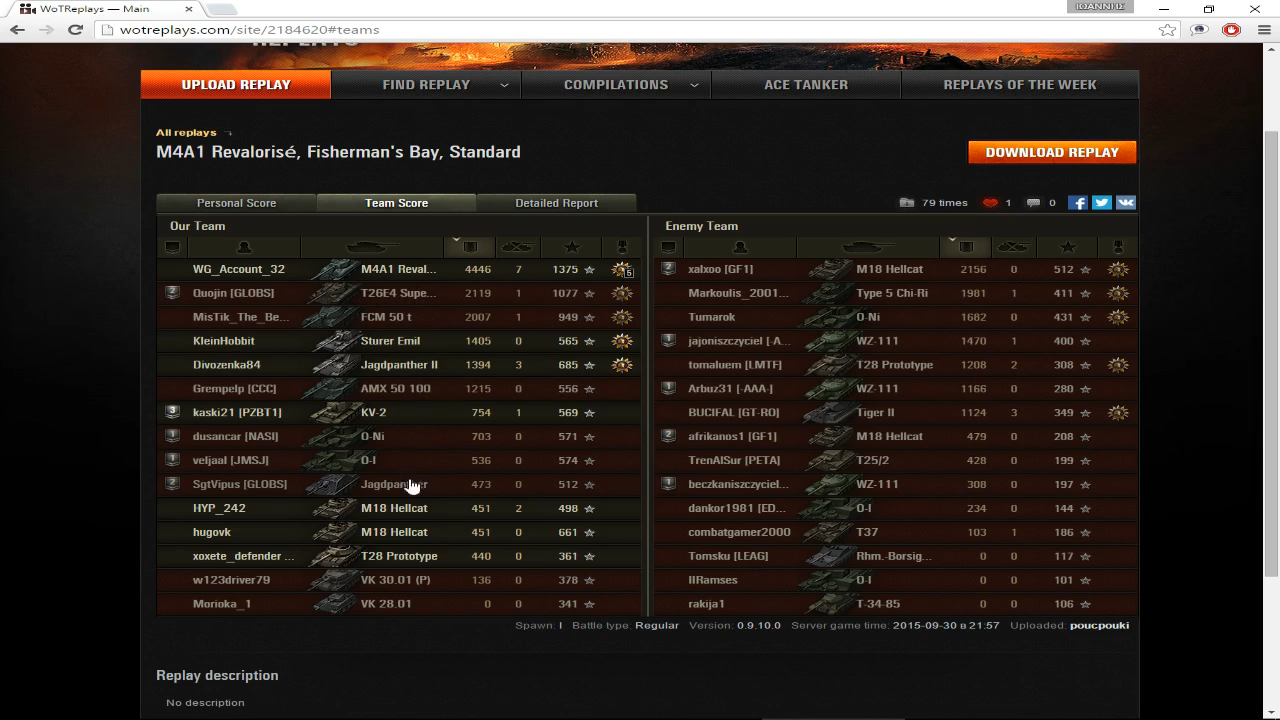 WoTReplays — Main
ΙΩΑΝΝΗΣ
wotreplays.com/site/2184620#teams
UPLOAD REPLAY FIND REPLAY COMPILATIONS ACE TANKER REPLAYS OF THE WEEK
All replays
M4A1 Revalorisé, Fisherman's Bay, Standard
DOWNLOAD REPLAY
Personal Score Team Score Detailed Report 79 times 1 0
Our Team Enemy Team
WG_Account_32 M4A1 Reval... 4446 7 1375 5 2 xalxoo [GF1] M18 Hellcat 2156 0 512
2 Quojin [GLOBS] T26E4 Supe... 2119 1 1077 Markoulis_2001... Type 5 Chi-Ri 1981 1 411
MisTik_The_Be... FCM 50 t 2007 1 949 Tumarok O-Ni 1682 0 431
KleinHobbit Sturer Emil 1405 0 565 1 jajoniszczyciel [-A... WZ-111 1470 1 400
Divozenka84 Jagdpanther II 1394 3 685 tomaluem [LMTF] T28 Prototype 1208 2 308
Grempelp [CCC] AMX 50 100 1215 0 556 1 Arbuz31 [-AAA-] WZ-111 1166 0 280
3 kaski21 [PZBT1] KV-2 754 1 569 BUCIFAL [GT-RO] Tiger II 1124 3 349
1 dusancar [NASI] O-Ni 703 0 571 2 afrikanos1 [GF1] M18 Hellcat 479 0 208
1 veljaal [JMSJ] O-I 536 0 574 TrenAlSur [PETA] T25/2 428 0 199
2 SgtVipus [GLOBS] Jagdpanther 473 0 512 1 beczkaniszczyciel... WZ-111 308 0 197
HYP_242 M18 Hellcat 451 2 498 dankor1981 [ED... O-I 234 0 144
hugovk M18 Hellcat 451 0 661 combatgamer2000 T37 103 1 186
xoxete_defender ... T28 Prototype 440 0 361 Tomsku [LEAG] Rhm.-Borsig... 0 0 117
w123driver79 VK 30.01 (P) 136 0 378 IIRamses O-I 0 0 101
Morioka_1 VK 28.01 0 0 341 rakija1 T-34-85 0 0 106
Spawn: I Battle type: Regular Version: 0.9.10.0 Server game time: 2015-09-30 в 21:57 Uploaded: poucpouki
Replay description
No description